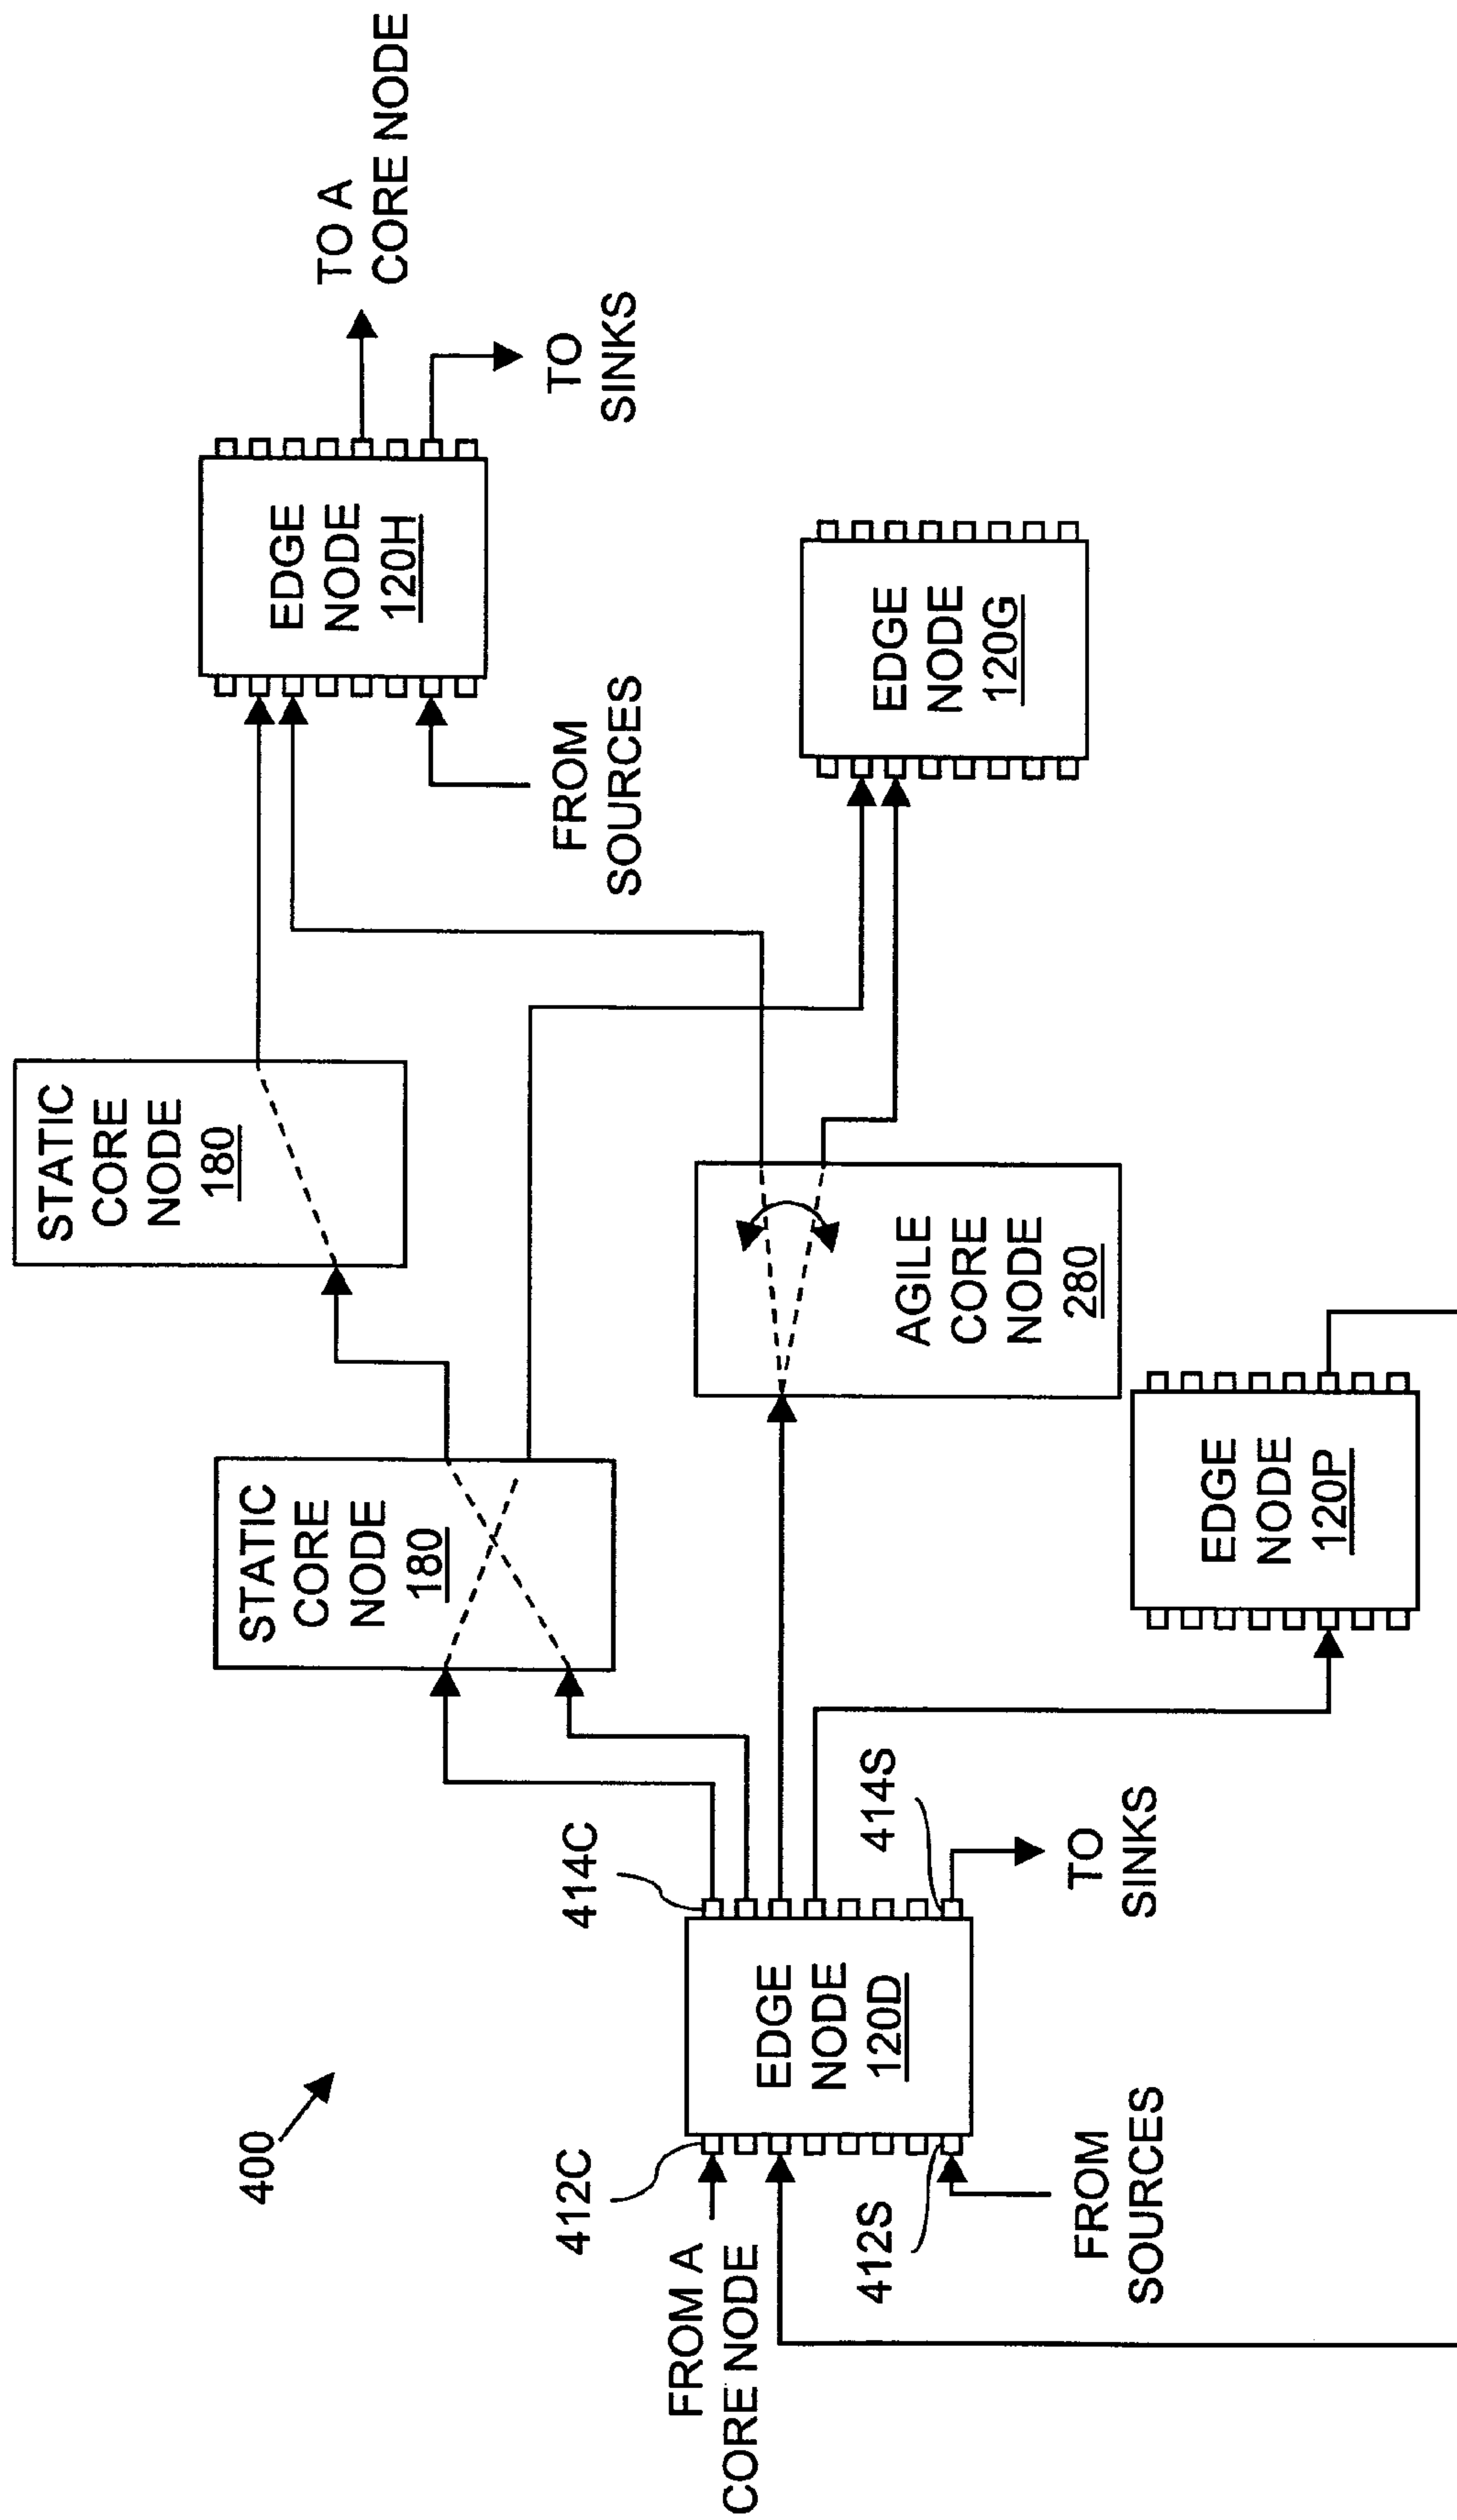 400
STATIC
CORE
NODE
180
STATIC
CORE
NODE
180
EDGE
NODE
120H
TO A
CORE NODE
TO
SINKS
FROM
SOURCES
414C
412C
FROM A
CORE NODE
EDGE
NODE
120D
412S
414S
FROM
SOURCES
TO
SINKS
AGILE
CORE
NODE
280
EDGE
NODE
120G
EDGE
NODE
120P